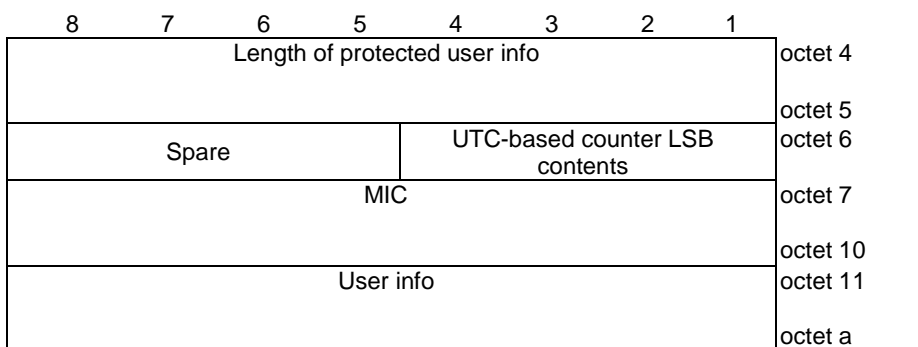 8 7 6 5 4 3 2 1
Length of protected user info octet 4
octet 5
Spare UTC-based counter LSB contents octet 6
MIC octet 7
octet 10
User info octet 11
octet a